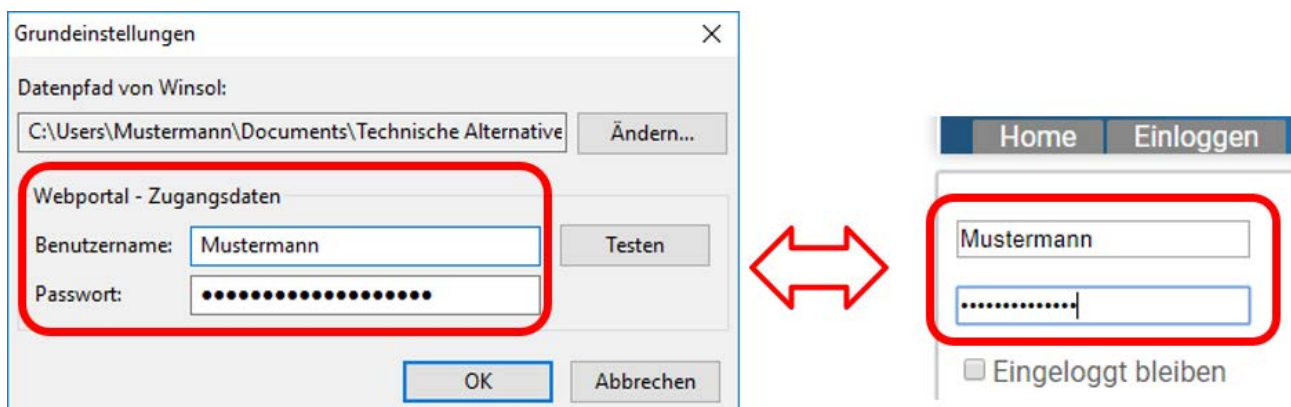 Grundeinstellungen
Datenpfad von Winsol:
C:\Users\Mustermann\Documents\Technische Alternative
Ändern...
Webportal - Zugangsdaten
Benutzername: Mustermann
Testen
Passwort: ●●●●●●●●●●●●●●●●●●●
OK Abbrechen
Home Einloggen
Mustermann
••••••••••••••
Eingeloggt bleiben